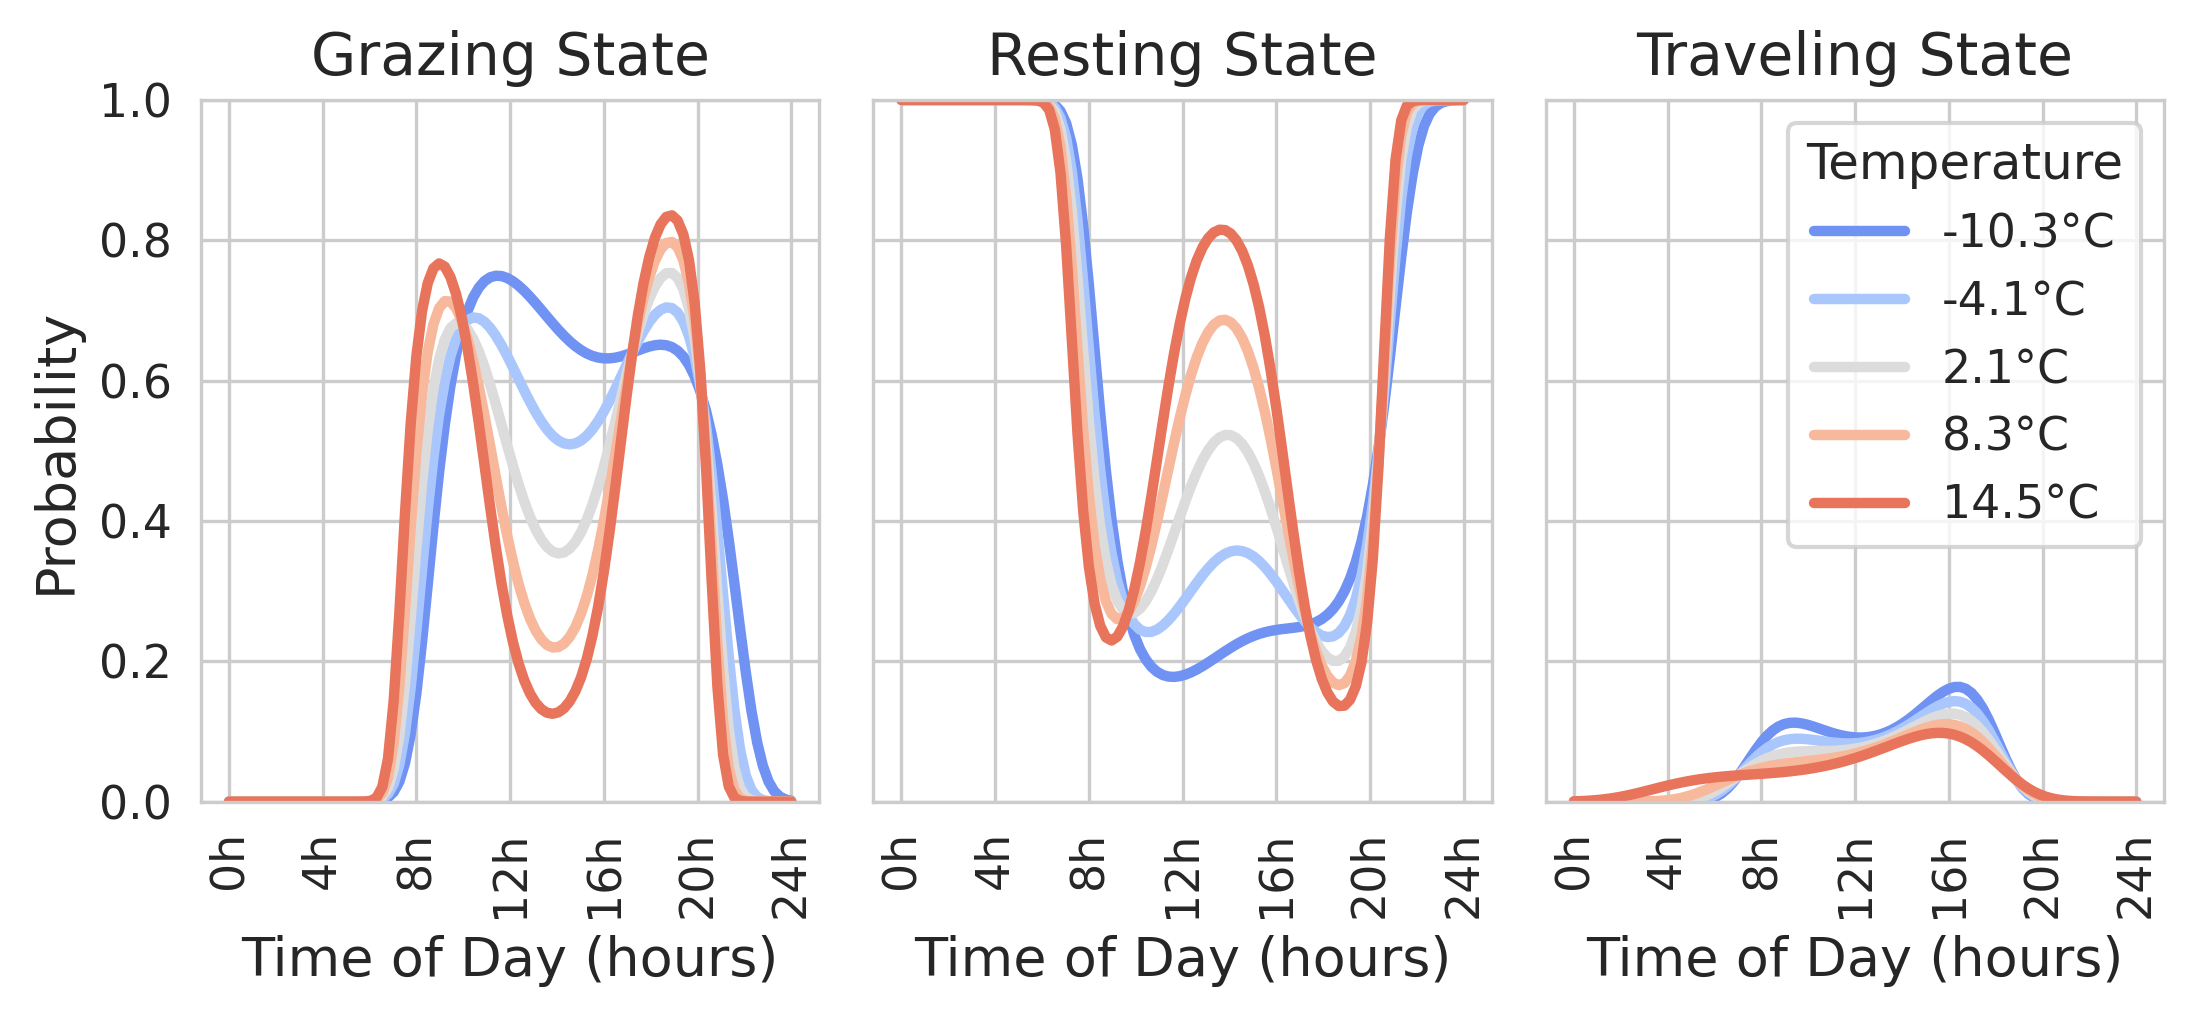 Grazing State
Resting State
Traveling State
Probability
1.0
0.8
0.6
0.4
0.2
0.0
Temperature
-10.3°C
-4.1°C
2.1°C
8.3°C
14.5°C
0h 4h 8h 12h 16h 20h 24h
0h 4h 8h 12h 16h 20h 24h
0h 4h 8h 12h 16h 20h 24h
Time of Day (hours)
Time of Day (hours)
Time of Day (hours)